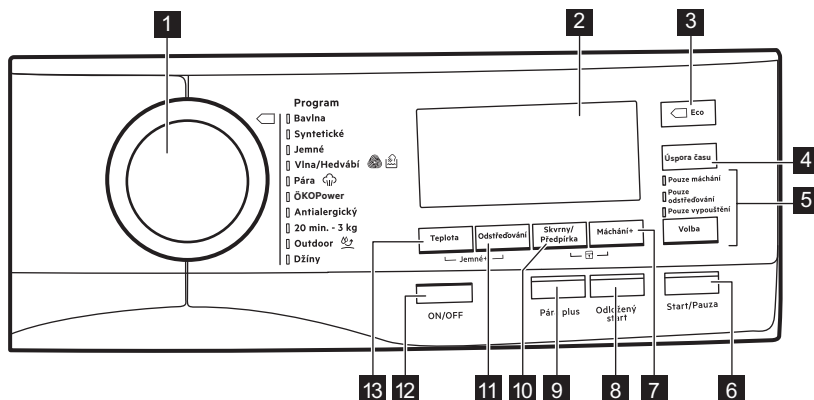 1
2
3
Program
Bavlna
Syntetické
Jemné
Vlna/Hedvábí
Pára
ÖKOPower
Antialergický
20 min. - 3 kg
Outdoor
Džíny
Eco
Úspora času
4
Pouze máchání
Pouze
odstřeďování
Pouze vypouštění
Volba
5
Teplota
Odstřeďování
Skvrny/
Předpírka
Máchání+
Jemné+
ON/OFF
Pára plus
Odložený
start
Start/Pauza
13
12
11
10
9
8
7
6